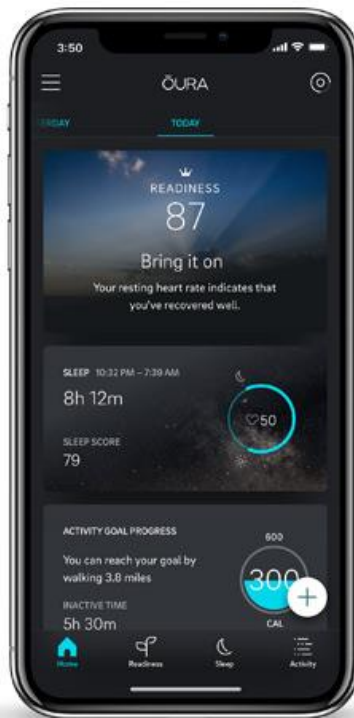 3:50
ŌURA
TODAY
READINESS
87
Bring it on
Your resting heart rate indicates that
you've recovered well.
SLEEP 10:32 PM – 7:39 AM
8h 12m
50
SLEEP SCORE
79
ACTIVITY GOAL PROGRESS
600
You can reach your goal by
walking 3.8 miles
300
INACTIVE TIME
5h 30m
CAL
Home
Readiness
Sleep
Activity